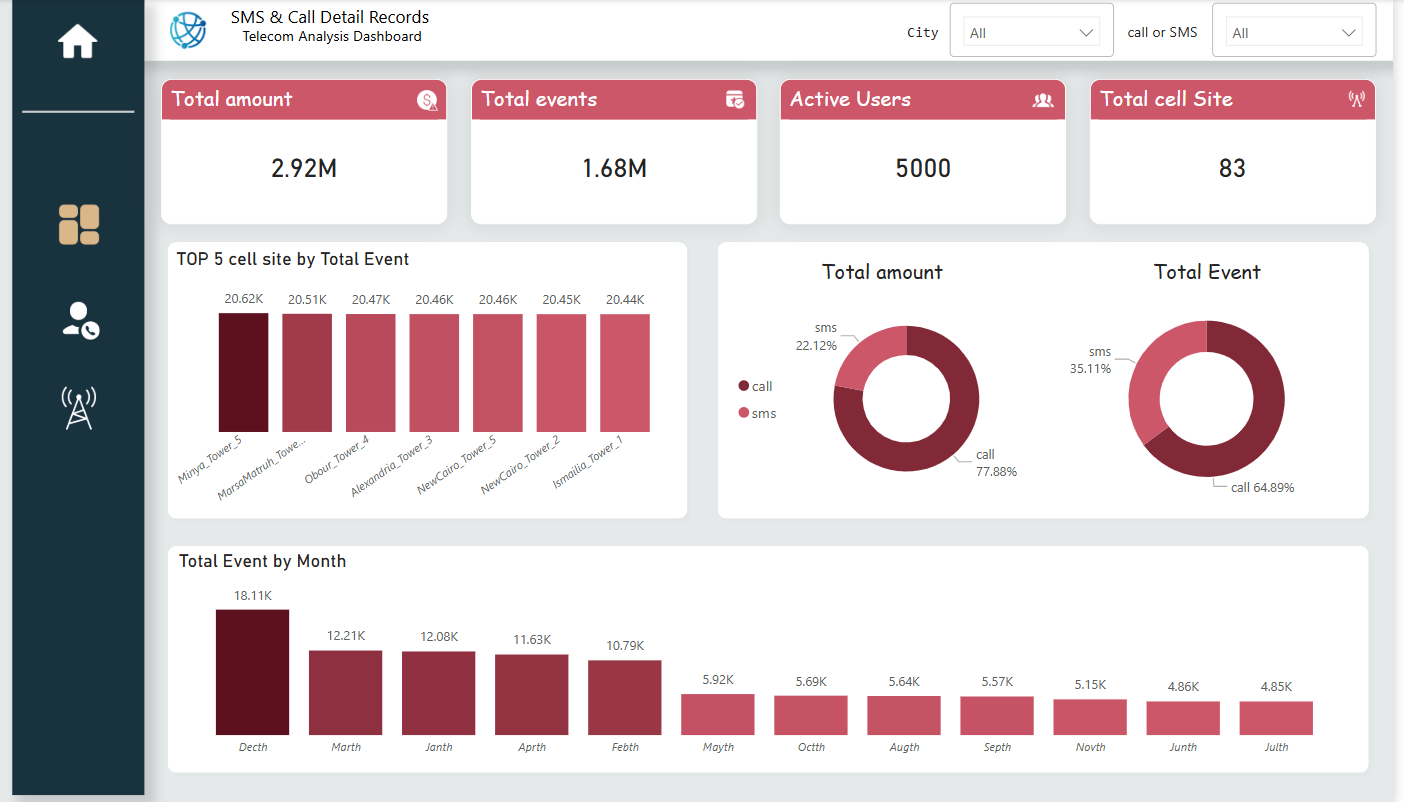 SMS & Call Detail Records
Telecom Analysis Dashboard
City
All
call or SMS
All
Total amount
Total events
Active Users
Total cell Site
2.92M
1.68M
5000
83
TOP 5 cell site by Total Event
20.62K
20.51K
20.47K
20.46K
20.46K
20.45K
20.44K
Minya_Tower_5
MarsaMatruh_Towe...
Obour_Tower_4
Alexandria_Tower_3
NewCairo_Tower_5
NewCairo_Tower_2
Ismailia_Tower_1
Total amount
call
sms
sms
22.12%
call
77.88%
Total Event
sms
35.11%
call 64.89%
Total Event by Month
18.11K
12.21K
12.08K
11.63K
10.79K
5.92K
5.69K
5.64K
5.57K
5.15K
4.86K
4.85K
Decth
Marth
Janth
Aprth
Febth
Mayth
Octth
Augth
Septh
Novth
Junth
Julth